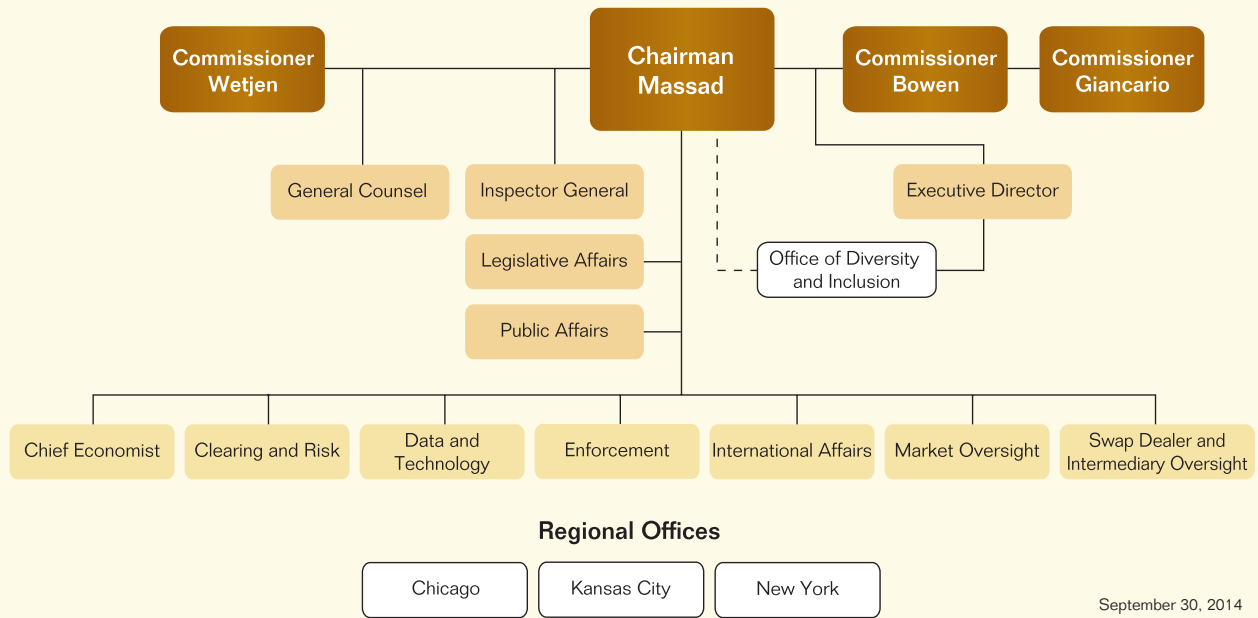 Commissioner
Wetjen
Chairman
Massad
Commissioner
Bowen
Commissioner
Giancario
General Counsel
Inspector General
Executive Director
Legislative Affairs
Office of Diversity
and Inclusion
Public Affairs
Chief Economist
Clearing and Risk
Data and
Technology
Enforcement
International Affairs
Market Oversight
Swap Dealer and
Intermediary Oversight
Regional Offices
Chicago
Kansas City
New York
September 30, 2014